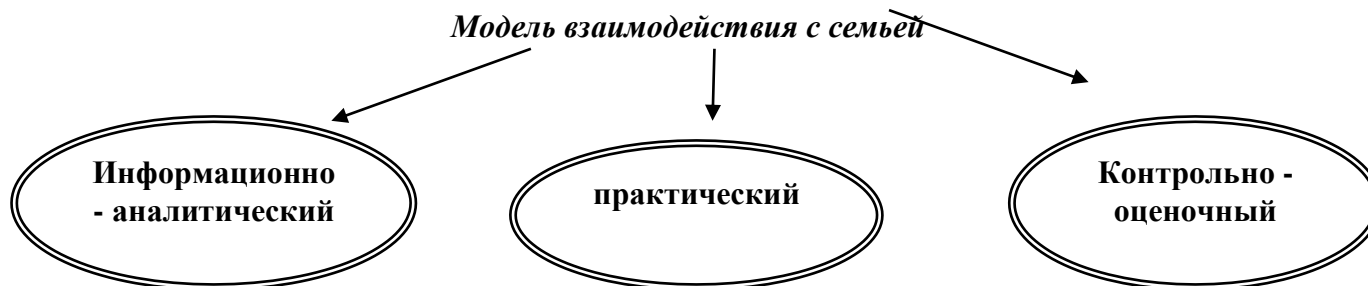 Модель взаимодействия с семьей
Информационно
- аналитический
практический
Контрольно -
оценочный